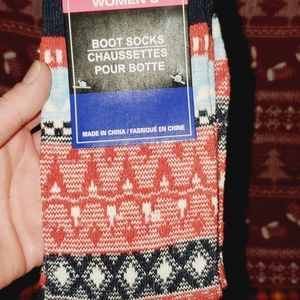 WOMEN'S
BOOT SOCKS
CHAUSSETTES
POUR BOTTE
MADE IN CHINA / FABRIQUÉ EN CHINE